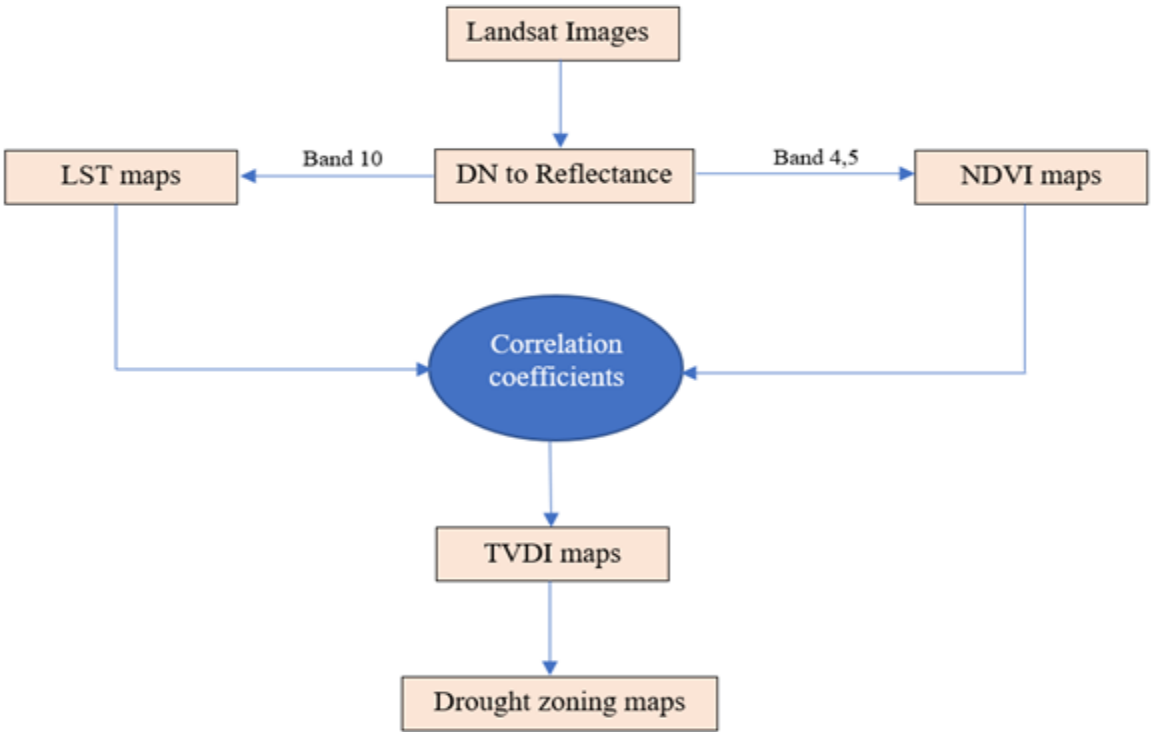 Landsat Images
Band 10
Band 4,5
LST maps
DN to Reflectance
NDVI maps
Correlation
coefficients
TVDI maps
Drought zoning maps